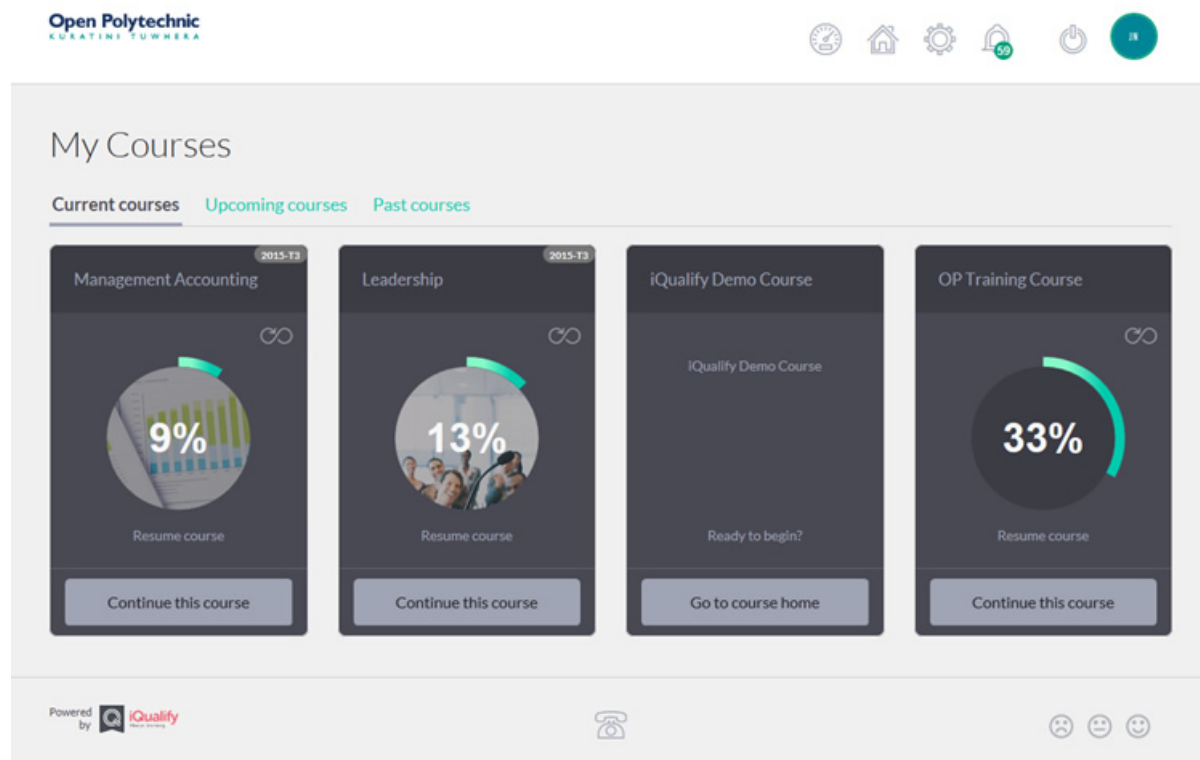 Open Polytechnic
KURATINI TUWHERA
59
JN
My Courses
Current courses Upcoming courses Past courses
2015-T3
Management Accounting
9%
Resume course
Continue this course
2015-T3
Leadership
13%
Resume course
Continue this course
iQualify Demo Course
iQualify Demo Course
Ready to begin?
Go to course home
OP Training Course
33%
Resume course
Continue this course
Powered
by
iQualify